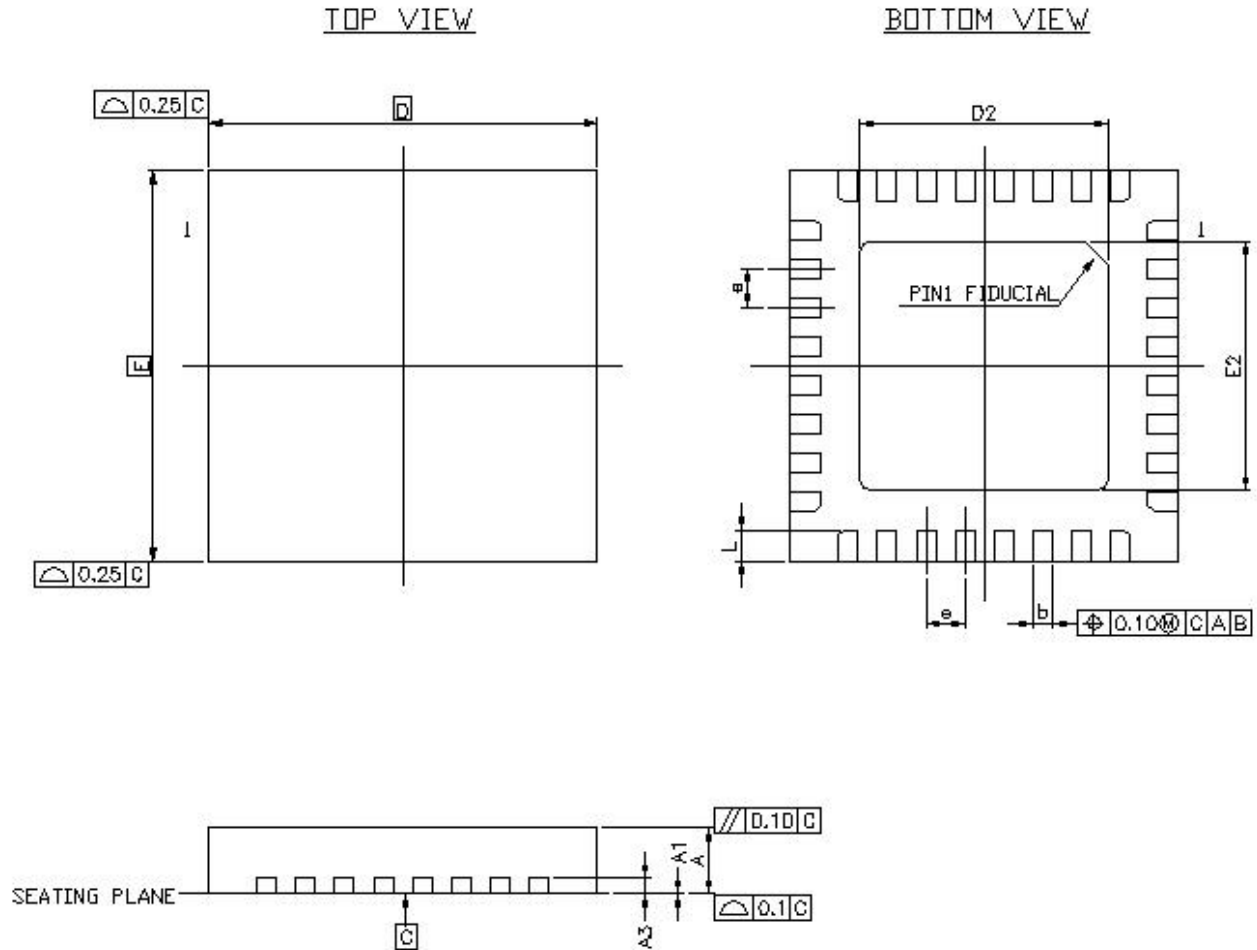 TOP VIEW
BOTTOM VIEW
⌓ 0.25 C
D
D2
1
1
E
e
PIN1 FIDUCIAL
E2
L
⌓ 0.25 C
e
b
⌖ 0.10Ⓜ C A B
// 0.10 C
A1
A
SEATING PLANE
⌓ 0.1 C
C
A3